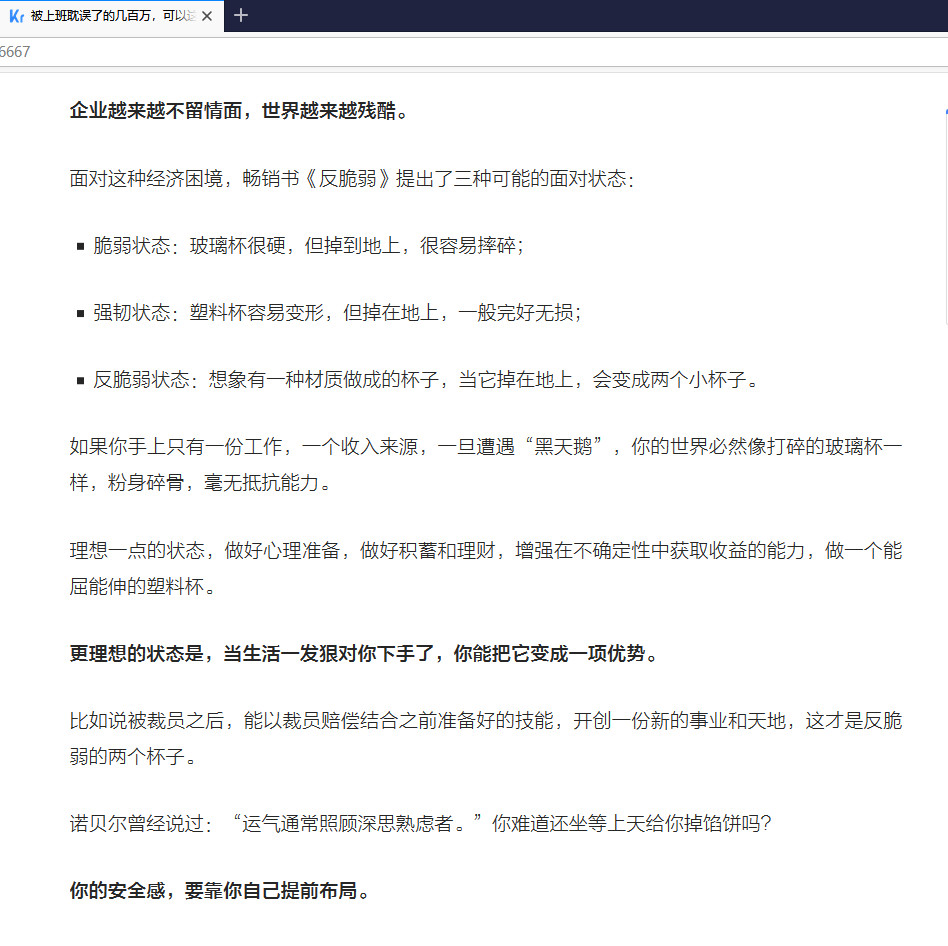 Kr 被上班耽误了的几百万，可以
6667
企业越来越不留情面，世界越来越残酷。
面对这种经济困境，畅销书《反脆弱》提出了三种可能的面对状态：
■ 脆弱状态：玻璃杯很硬，但掉到地上，很容易摔碎；
■ 强韧状态：塑料杯容易变形，但掉在地上，一般完好无损；
■ 反脆弱状态：想象有一种材质做成的杯子，当它掉在地上，会变成两个小杯子。
如果你手上只有一份工作，一个收入来源，一旦遭遇“黑天鹅”，你的世界必然像打碎的玻璃杯一
样，粉身碎骨，毫无抵抗能力。
理想一点的状态，做好心理准备，做好积蓄和理财，增强在不确定性中获取收益的能力，做一个能
屈能伸的塑料杯。
更理想的状态是，当生活一发狠对你下手了，你能把它变成一项优势。
比如说被裁员之后，能以裁员赔偿结合之前准备好的技能，开创一份新的事业和天地，这才是反脆
弱的两个杯子。
诺贝尔曾经说过：“运气通常照顾深思熟虑者。”你难道还坐等上天给你掉馅饼吗?
你的安全感，要靠你自己提前布局。